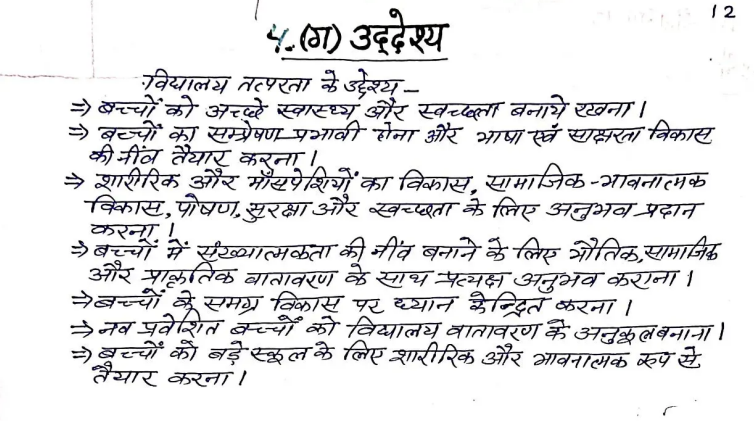 12
५.(ग) उद्देश्य
विद्यालय तत्परता के उद्देश्य –
⇒ बच्चों को अच्छे स्वास्थ्य और स्वच्छता बनाये रखना।
⇒ बच्चों का सम्प्रेषण प्रभावी होना और भाषा एवं साक्षरता विकास
की नींव तैयार करना।
⇒ शारीरिक और माँसपेशियों का विकास, सामाजिक-भावनात्मक
विकास, पोषण, सुरक्षा और स्वच्छता के लिए अनुभव प्रदान
करना।
⇒ बच्चों में संख्यात्मकता की नींव बनाने के लिए भौतिक, सामाजिक
और प्राकृतिक वातावरण के साथ प्रत्यक्ष अनुभव कराना।
⇒ बच्चों के समग्र विकास पर ध्यान केन्द्रित करना।
⇒ नव प्रवेशित बच्चों को विद्यालय वातावरण के अनुकूल बनाना।
⇒ बच्चों को बड़े स्कूल के लिए शारीरिक और भावनात्मक रूप से
तैयार करना।